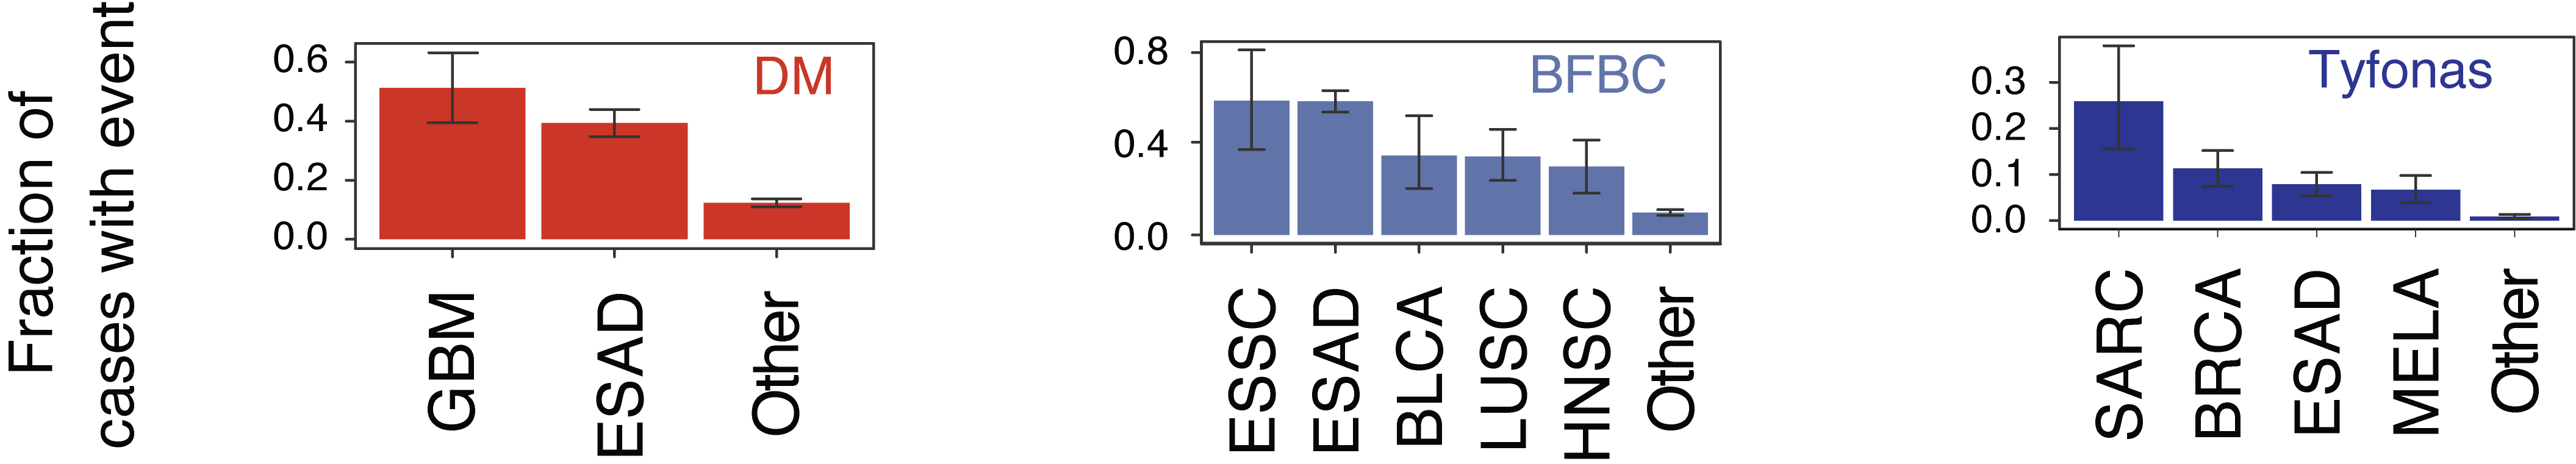 Fraction of
cases with event
DM
0.6
0.4
0.2
0.0
GBM
ESAD
Other
BFBC
0.8
0.4
0.0
ESSC
ESAD
BLCA
LUSC
HNSC
Other
Tyfonas
0.3
0.2
0.1
0.0
SARC
BRCA
ESAD
MELA
Other